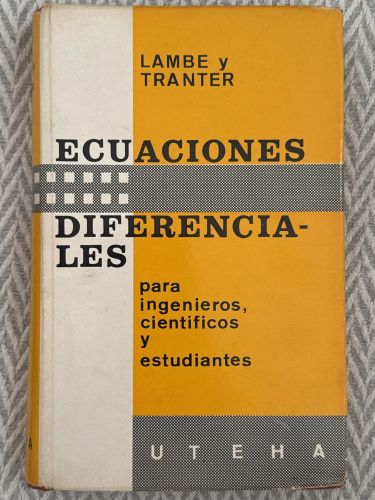 LAMBE y
TRANTER
ECUACIONES
DIFERENCIA-
LES
para
ingenieros,
cientificos
y
estudiantes
A
UTEHA